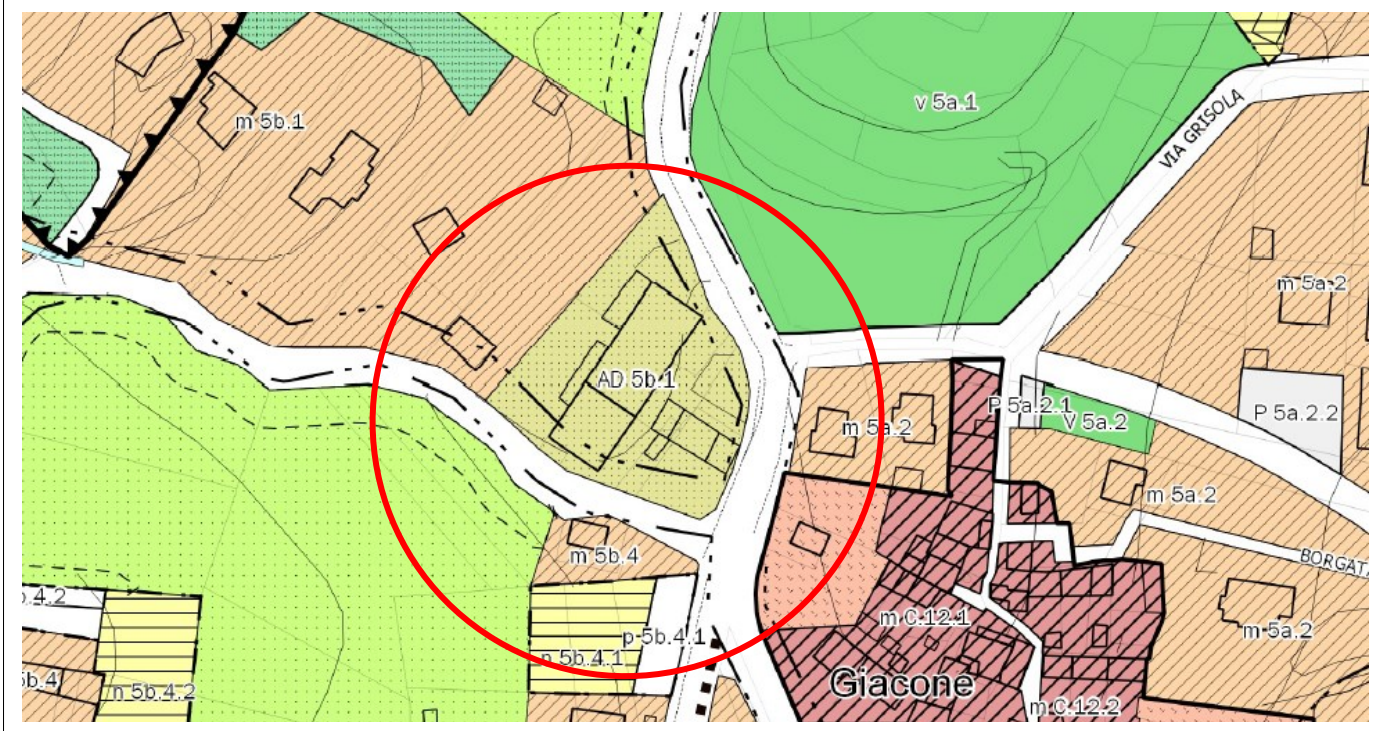 v 5a.1
m 5b.1
VIA GRISOLA
m 5a.2
AD 5b.1
P 5a.2.1
V 5a.2
P 5a.2.2
m 5a.2
m 5a.2
m 5b.4
BORGATA
b.4.2
m C.12.1
p 5b.4.1
m 5a.2
n 5b.4.1
5b.4
n 5b.4.2
Giacone
m C.12.2